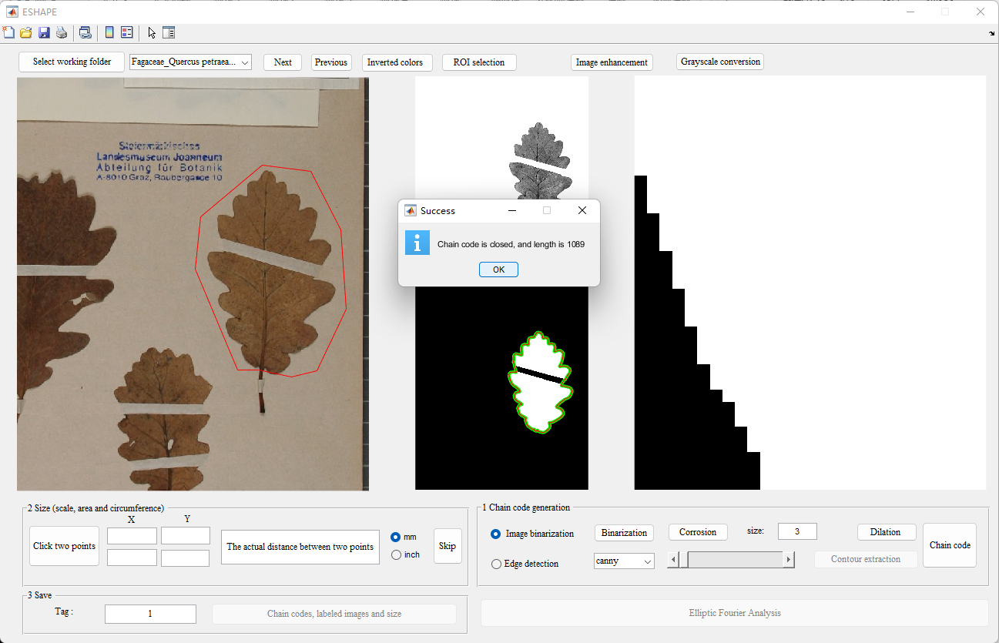 ESHAPE
Select working folder
Fagaceae_Quercus petraea...
Next
Previous
Inverted colors
ROI selection
Image enhancement
Grayscale conversion
Steiermärkisches
Landesmuseum Joanneum
Abteilung für Botanik
A-8010 Graz, Raubergasse 10
Success
Chain code is closed, and length is 1089
OK
2 Size (scale, area and circumference)
X Y
Click two points
The actual distance between two points
mm
inch
Skip
1 Chain code generation
Image binarization
Binarization
Corrosion
size:
3
Dilation
Chain code
Edge detection
canny
Contour extraction
3 Save
Tag :
1
Chain codes, labeled images and size
Elliptic Fourier Analysis